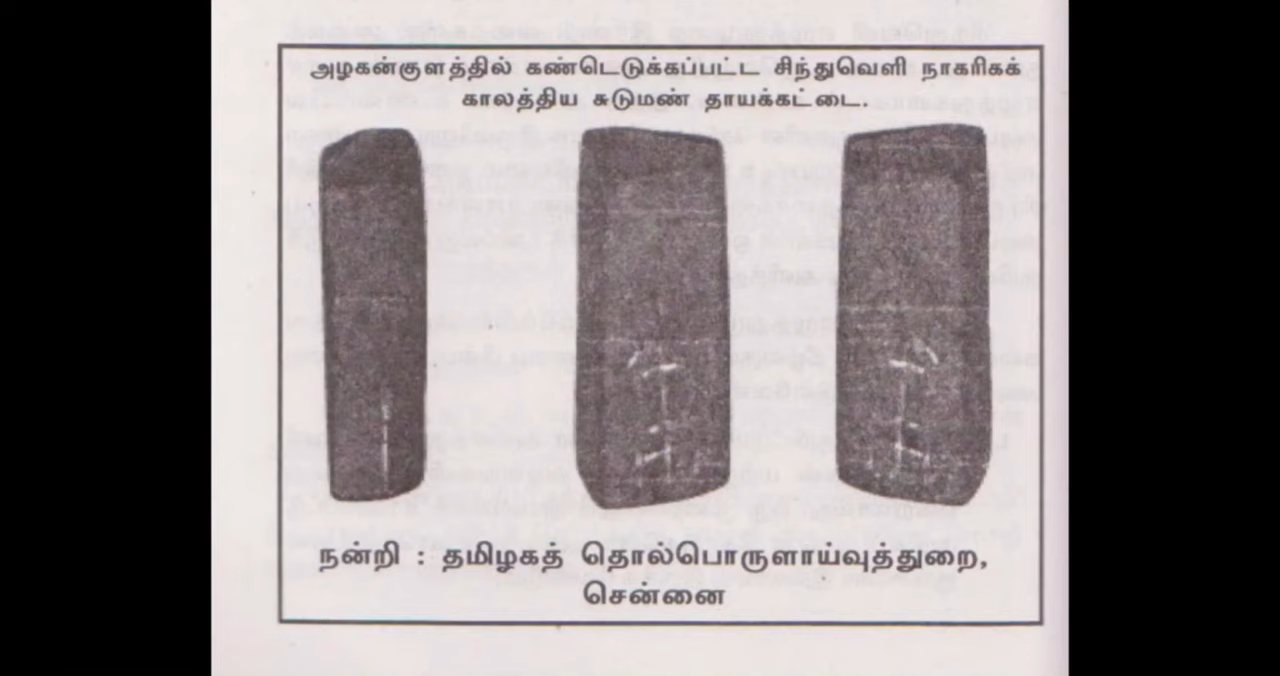 அழகன்குளத்தில் கண்டெடுக்கப்பட்ட சிந்துவெளி நாகரிகக்
காலத்திய சுடுமண் தாயக்கட்டை.
நன்றி : தமிழகத் தொல்பொருளாய்வுத்துறை,
சென்னை